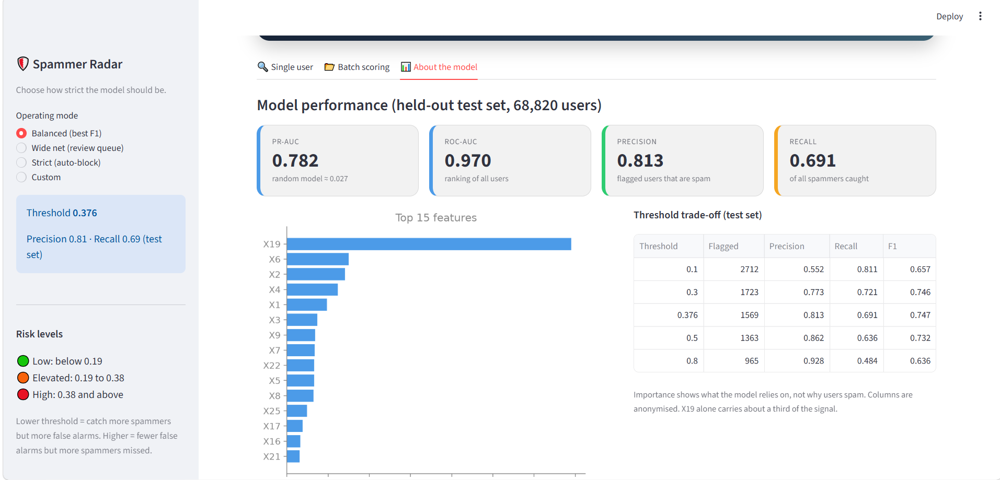 Deploy
Spammer Radar
Choose how strict the model should be.
Operating mode
Balanced (best F1)
Wide net (review queue)
Strict (auto-block)
Custom
Threshold 0.376
Precision 0.81 · Recall 0.69 (test
set)
Risk levels
Low: below 0.19
Elevated: 0.19 to 0.38
High: 0.38 and above
Lower threshold = catch more spammers
but more false alarms. Higher = fewer false
alarms but more spammers missed.
Single user Batch scoring About the model
Model performance (held-out test set, 68,820 users)
PR-AUC
0.782
random model ≈ 0.027
ROC-AUC
0.970
ranking of all users
PRECISION
0.813
flagged users that are spam
RECALL
0.691
of all spammers caught
Top 15 features
X19
X6
X2
X4
X1
X3
X9
X7
X22
X5
X8
X25
X17
X16
X21
Threshold trade-off (test set)
Threshold Flagged Precision Recall F1
0.1 2712 0.552 0.811 0.657
0.3 1723 0.773 0.721 0.746
0.376 1569 0.813 0.691 0.747
0.5 1363 0.862 0.636 0.732
0.8 965 0.928 0.484 0.636
Importance shows what the model relies on, not why users spam. Columns are
anonymised. X19 alone carries about a third of the signal.